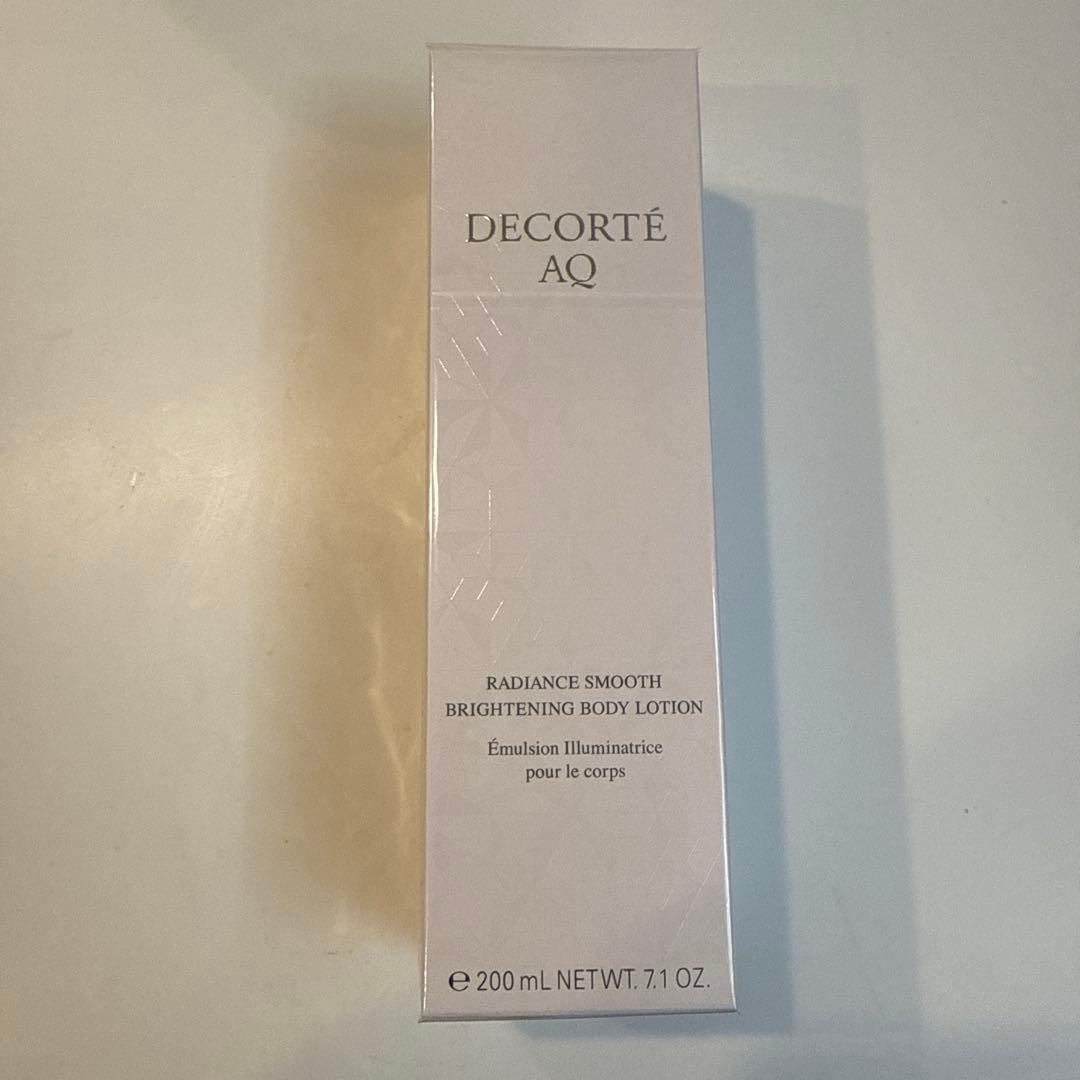 DECORTÉ
AQ
RADIANCE SMOOTH
BRIGHTENING BODY LOTION
Émulsion Illuminatrice
pour le corps
℮ 200 mL NET WT. 7.1 OZ.